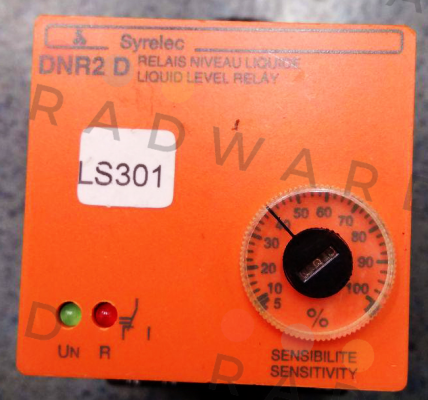 Syrelec
DNR2 D
RELAIS NIVEAU LIQUIDE
LIQUID LEVEL RELAY
RADWAR
LS301
5 10 20 30 50 60 70 80 90 100
%
UN R I
SENSIBILITE
SENSITIVITY